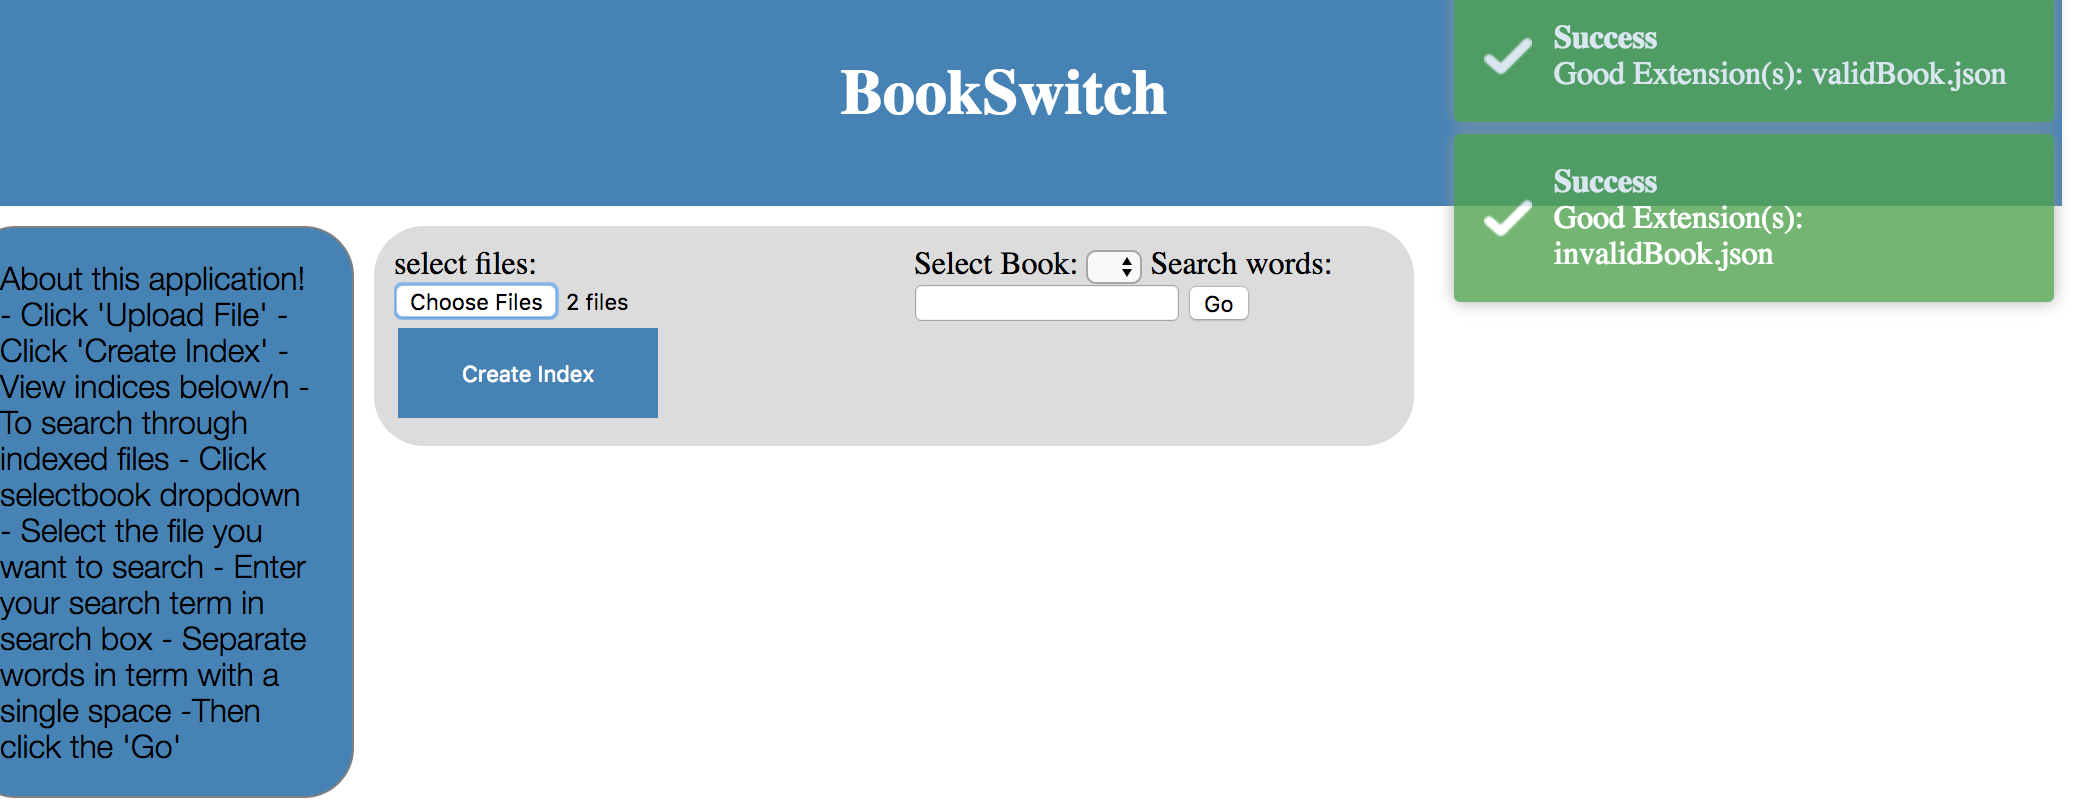 BookSwitch
Success
Good Extension(s): validBook.json
Success
Good Extension(s):
invalidBook.json
About this application!
- Click 'Upload File' -
Click 'Create Index' -
View indices below/n -
To search through
indexed files - Click
selectbook dropdown
- Select the file you
want to search - Enter
your search term in
search box - Separate
words in term with a
single space -Then
click the 'Go'
select files:
Choose Files 2 files
Create Index
Select Book: Search words:
Go